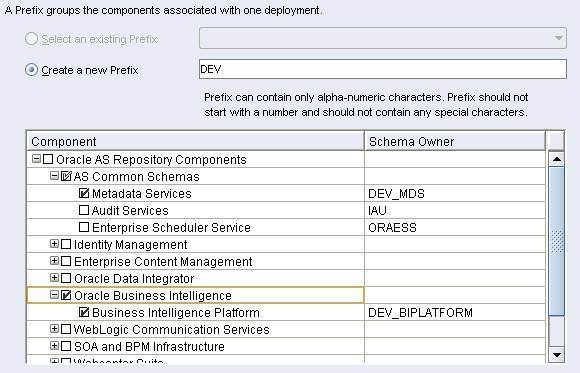 A Prefix groups the components associated with one deployment.
Select an existing Prefix
Create a new Prefix DEV
Prefix can contain only alpha-numeric characters. Prefix should not
start with a number and should not contain any special characters.
Component Schema Owner
Oracle AS Repository Components
AS Common Schemas
Metadata Services DEV_MDS
Audit Services IAU
Enterprise Scheduler Service ORAESS
Identity Management
Enterprise Content Management
Oracle Data Integrator
Oracle Business Intelligence
Business Intelligence Platform DEV_BIPLATFORM
WebLogic Communication Services
SOA and BPM Infrastructure
Webcenter Suite